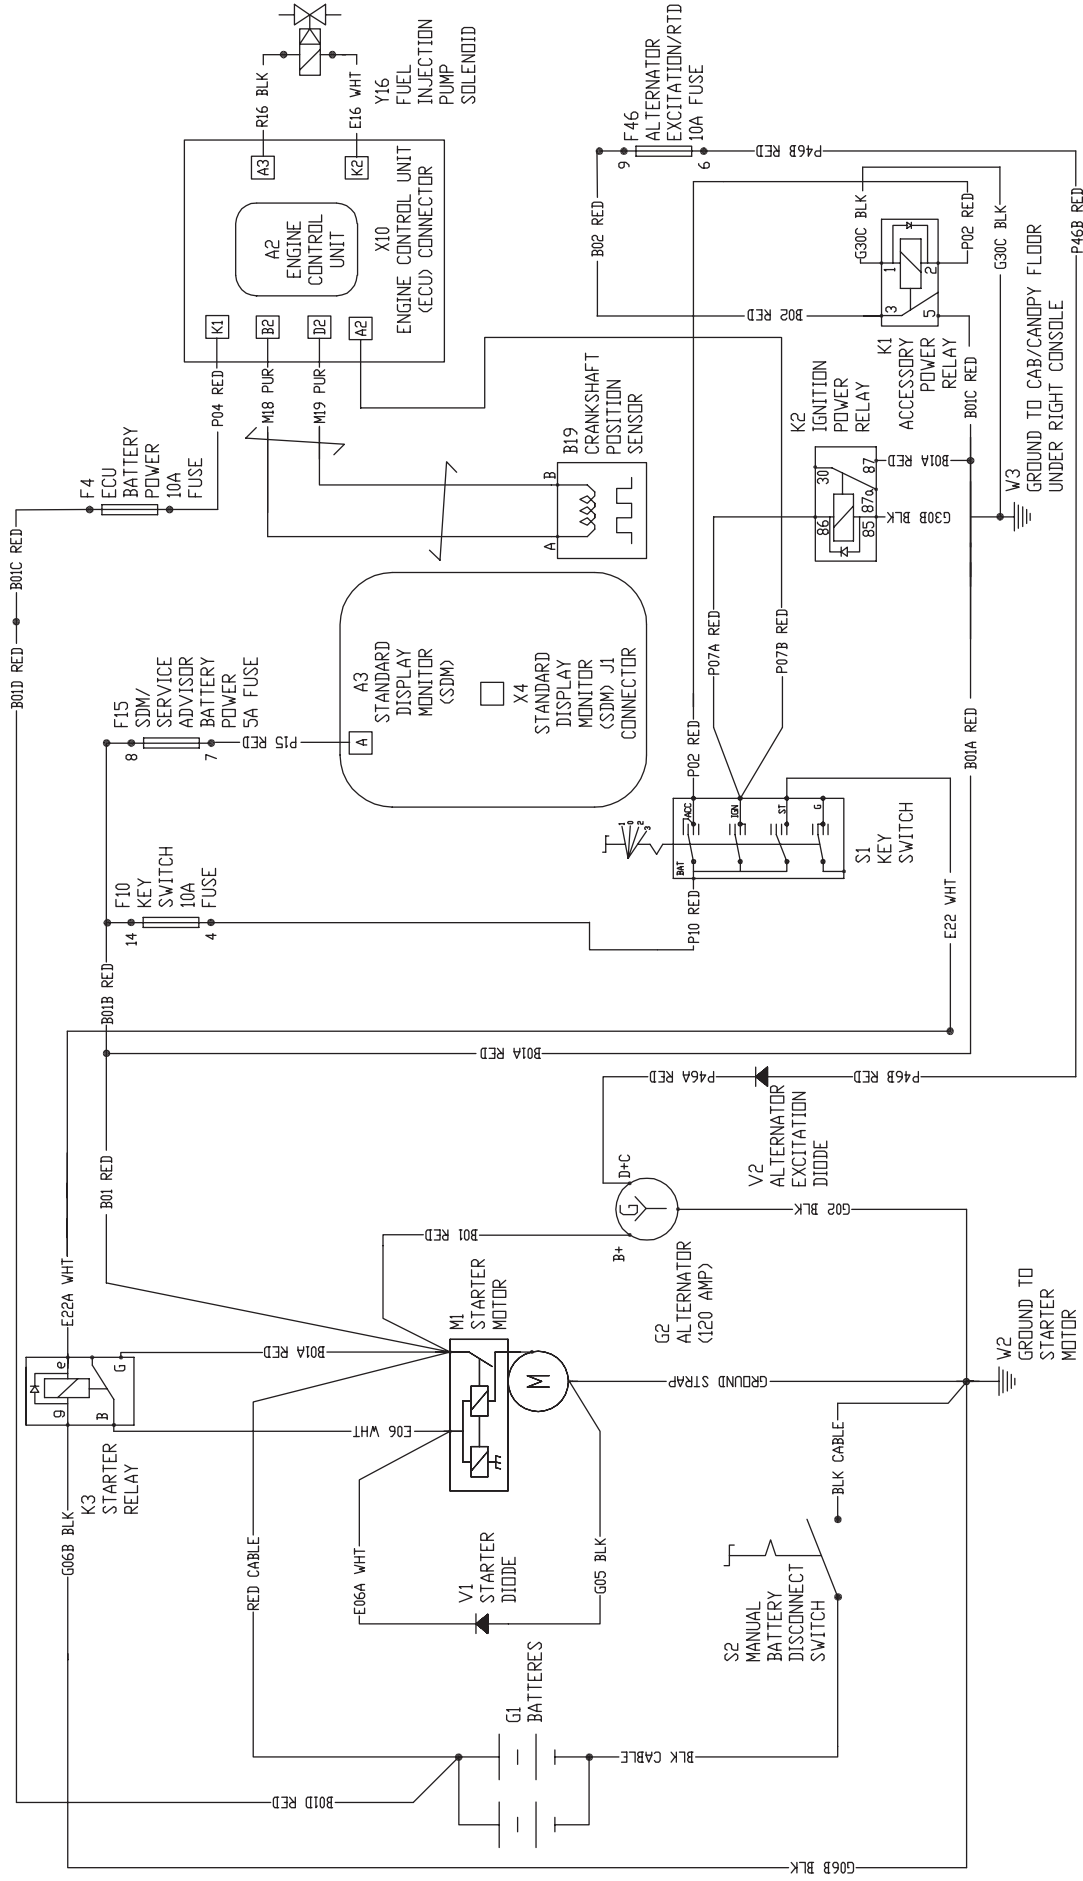 G06B BLK
K3
STARTER
RELAY
9
e
B
G
E22A WHT
B01 RED
B01B RED
F10
KEY
SWITCH
10A
FUSE
14
4
F15
SDM/
SERVICE
ADVISOR
BATTERY
POWER
5A FUSE
8
7
P15 RED
B01D RED
B01C RED
F4
ECU
BATTERY
POWER
10A
FUSE
P04 RED
K1
B2
D2
A2
M18 PUR
M19 PUR
A2
ENGINE
CONTROL
UNIT
X10
ENGINE CONTROL UNIT
(ECU) CONNECTOR
A3
K2
R16 BLK
E16 WHT
Y16
FUEL
INJECTION
PUMP
SOLENOID
B01D RED
RED CABLE
B01A RED
E06 WHT
E06A WHT
V1
STARTER
DIODE
G05 BLK
M1
STARTER
MOTOR
M
GROUND STRAP
B01 RED
B01A RED
A3
STANDARD
DISPLAY
MONITOR
(SDM)
A
X4
STANDARD
DISPLAY
MONITOR
(SDM) J1
CONNECTOR
B19
CRANKSHAFT
POSITION
SENSOR
A
B
G1
BATTERES
BLK CABLE
S2
MANUAL
BATTERY
DISCONNECT
SWITCH
BLK CABLE
B+
D+C
G
G2
ALTERNATOR
(120 AMP)
G02 BLK
P46A RED
P46B RED
V2
ALTERNATOR
EXCITATION
DIODE
P10 RED
BAT
ACC
IGN
ST
G
1
0
2
3
S1
KEY
SWITCH
P02 RED
P07A RED
P07B RED
E22 WHT
B01A RED
K2
IGNITION
POWER
RELAY
30
87
87a
86
85
B01A RED
G30B BLK
B02 RED
F46
ALTERNATOR
EXCITATION/RTD
10A FUSE
9
6
P46B RED
B02 RED
G30C BLK
P02 RED
G30C BLK
P46B RED
1
2
3
5
K1
ACCESSORY
POWER
RELAY
B01C RED
W3
GROUND TO CAB/CANOPY FLOOR
UNDER RIGHT CONSOLE
G06B BLK
W2
GROUND TO
STARTER
MOTOR